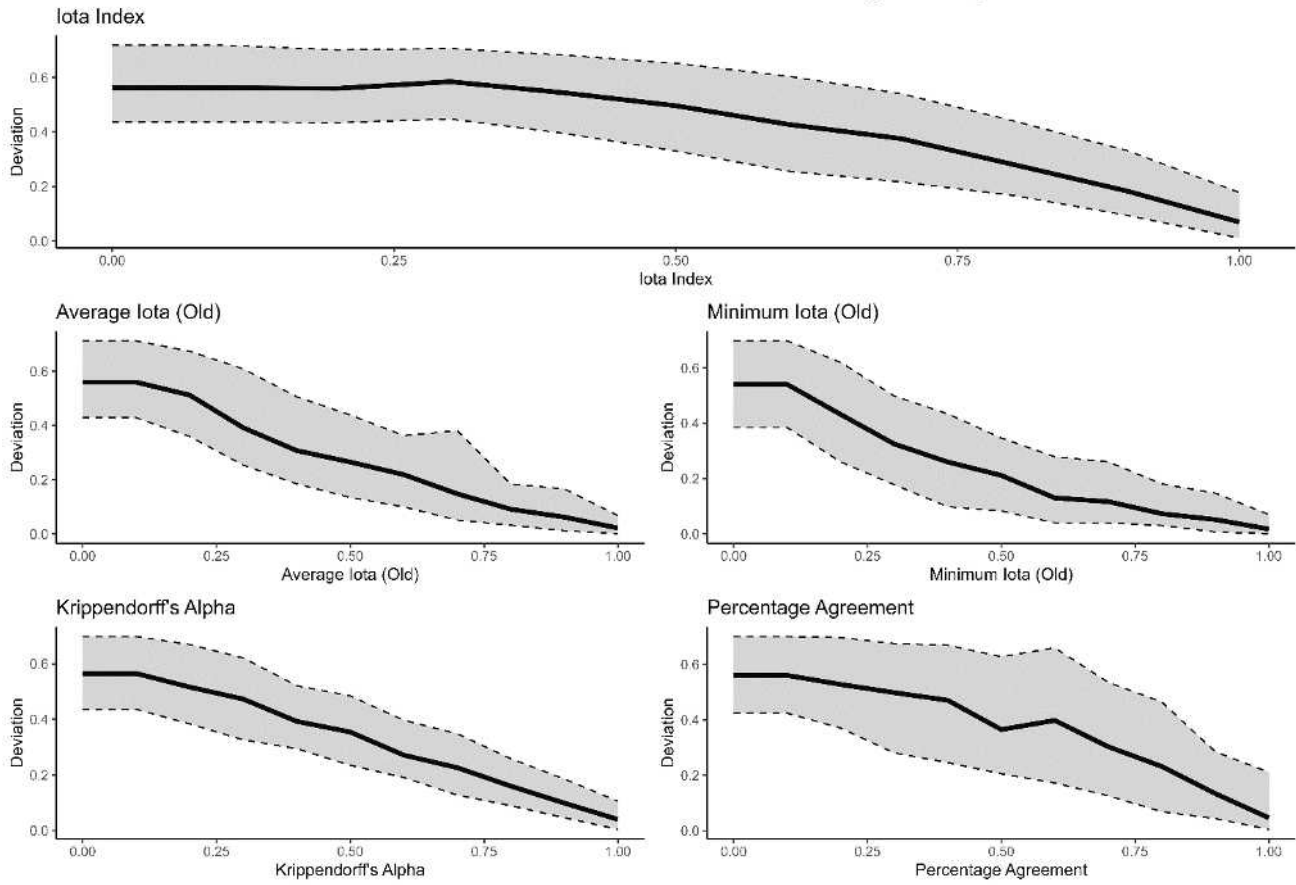 Iota Index
Deviation
0.6
0.4
0.2
0.0
0.00 0.25 0.50 0.75 1.00
Iota Index
Average Iota (Old)
Deviation
0.6
0.4
0.2
0.0
0.00 0.25 0.50 0.75 1.00
Average Iota (Old)
Minimum Iota (Old)
Deviation
0.6
0.4
0.2
0.0
0.00 0.25 0.50 0.75 1.00
Minimum Iota (Old)
Krippendorff's Alpha
Deviation
0.6
0.4
0.2
0.0
0.00 0.25 0.50 0.75 1.00
Krippendorff's Alpha
Percentage Agreement
Deviation
0.6
0.4
0.2
0.0
0.00 0.25 0.50 0.75 1.00
Percentage Agreement